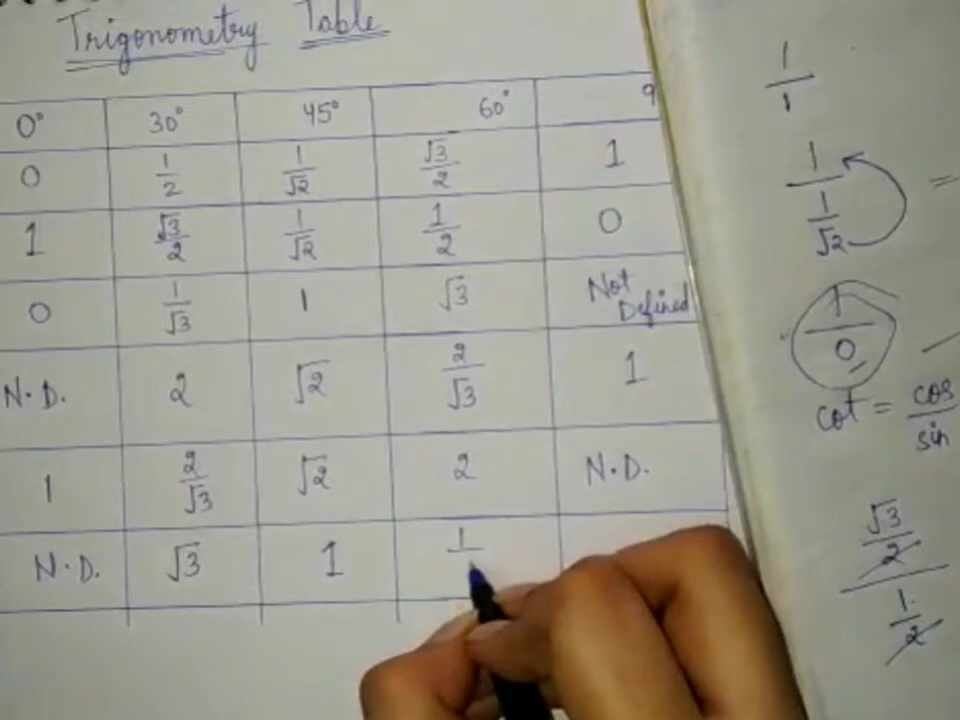 Trigonometry Table
0° 30° 45° 60° 9
0 1/2 1/√2 √3/2 1
1 √3/2 1/√2 1/2 0
0 1/√3 1 √3 Not Defined
N.D. 2 √2 2/√3 1
1 2/√3 √2 2 N.D.
N.D. √3 1 1/
1/1
1/(1/√2) =
1/0
cot = cos/sin
(√3/2)/(1/2)